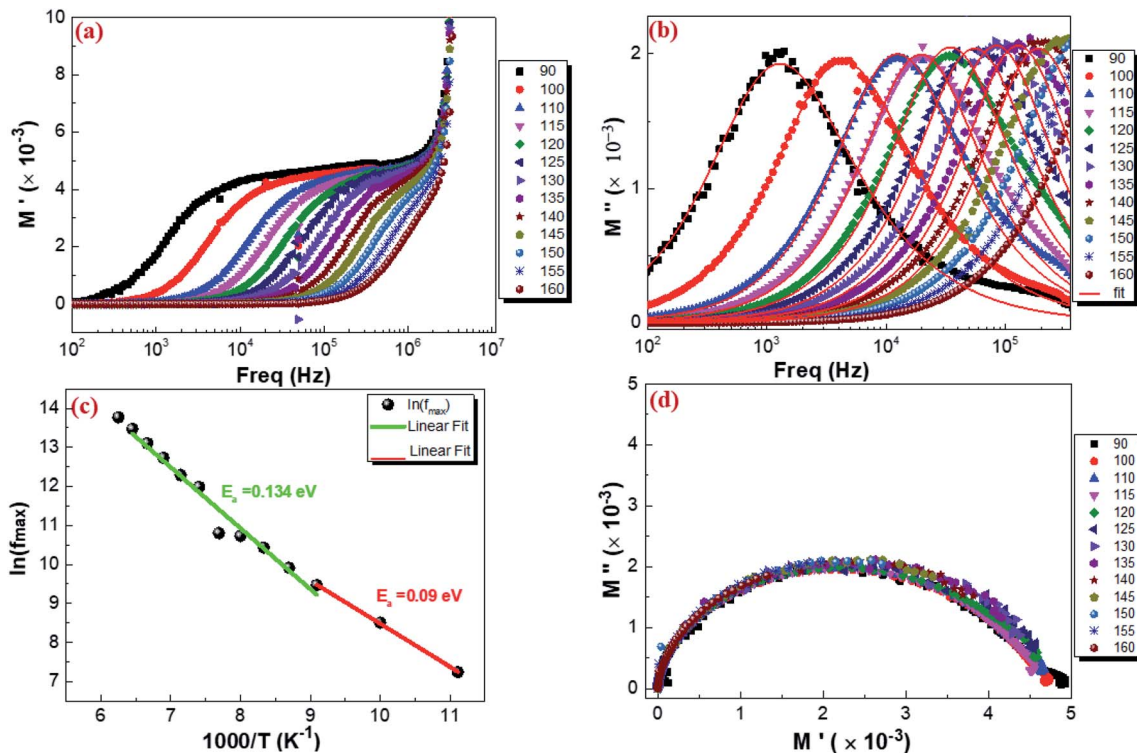 (a)
10
8
6
4
2
0
M ' (× 10⁻³)
10² 10³ 10⁴ 10⁵ 10⁶ 10⁷
Freq (Hz)
90
100
110
115
120
125
130
135
140
145
150
155
160
(b)
2
1
0
M " (× 10⁻³)
10² 10³ 10⁴ 10⁵
Freq (Hz)
90
100
110
115
120
125
130
135
140
145
150
155
160
fit
(c)
14
13
12
11
10
9
8
7
ln(fmax)
6 7 8 9 10 11
1000/T (K⁻¹)
ln(fmax)
Linear Fit
Linear Fit
Ea =0.134 eV
Ea =0.09 eV
(d)
5
4
3
2
1
0
M " (× 10⁻³)
0 1 2 3 4 5
M ' (× 10⁻³)
90
100
110
115
120
125
130
135
140
145
150
155
160